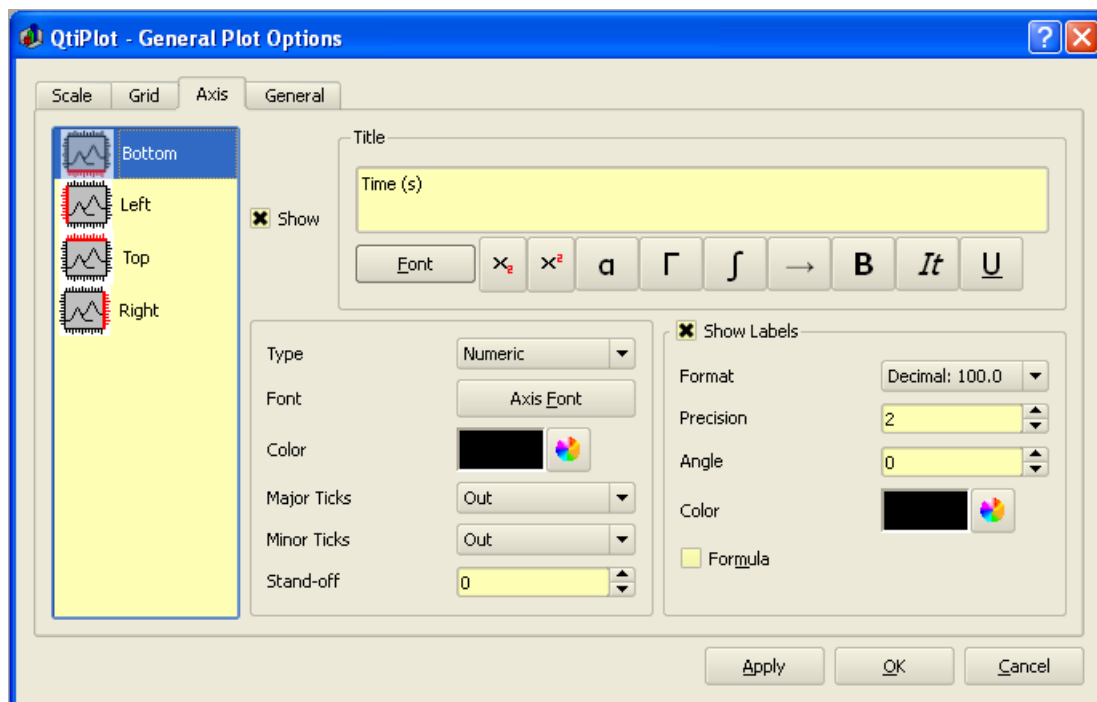 QtiPlot - General Plot Options
Scale Grid Axis General
Bottom
Left
Top
Right
Show
Title
Time (s)
Font x₂ x² α Γ ∫ → B It U
Type Numeric
Font Axis Font
Color
Major Ticks Out
Minor Ticks Out
Stand-off 0
Show Labels
Format Decimal: 100.0
Precision 2
Angle 0
Color
Formula
Apply OK Cancel